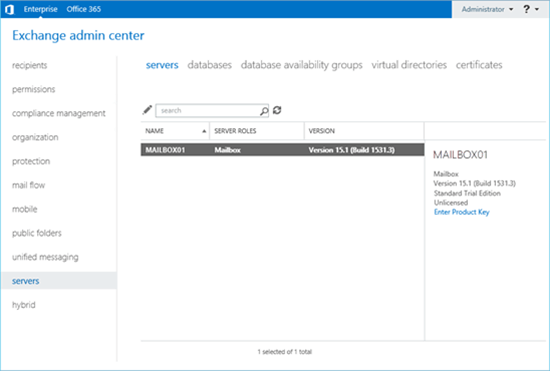 Enterprise Office 365
Administrator ?
Exchange admin center
recipients
permissions
compliance management
organization
protection
mail flow
mobile
public folders
unified messaging
servers
hybrid
servers databases database availability groups virtual directories certificates
search
NAME SERVER ROLES VERSION
MAILBOX01 Mailbox Version 15.1 (Build 1531.3)
1 selected of 1 total
MAILBOX01
Mailbox
Version 15.1 (Build 1531.3)
Standard Trial Edition
Unlicensed
Enter Product Key